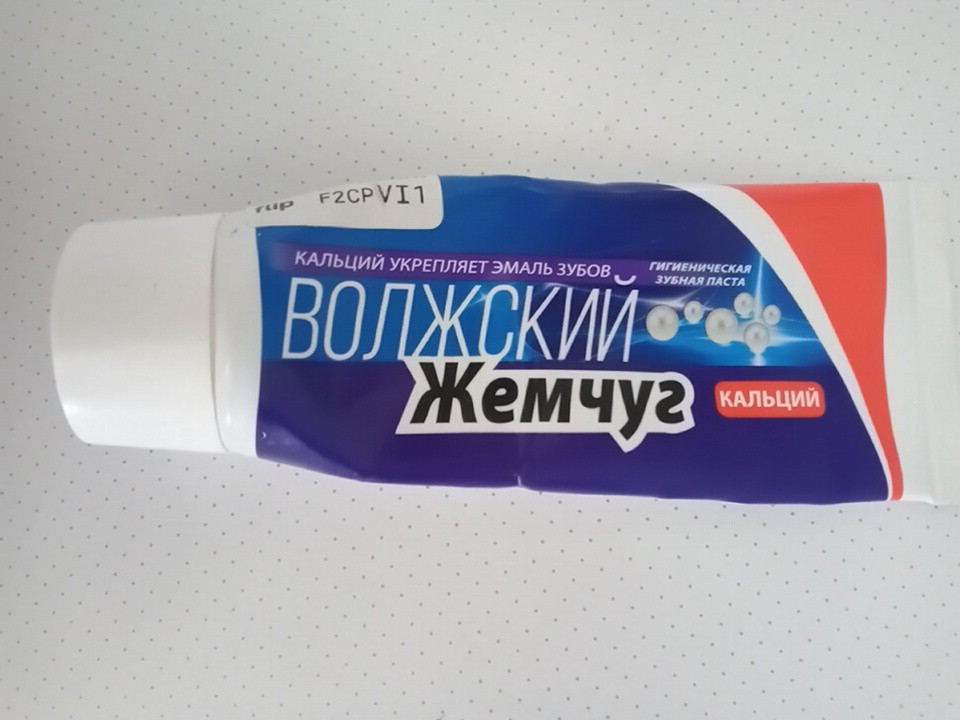 F2CPVI1
КАЛЬЦИЙ УКРЕПЛЯЕТ ЭМАЛЬ ЗУБОВ
ГИГИЕНИЧЕСКАЯ
ЗУБНАЯ ПАСТА
ВОЛЖСКИЙ
Жемчуг
КАЛЬЦИЙ